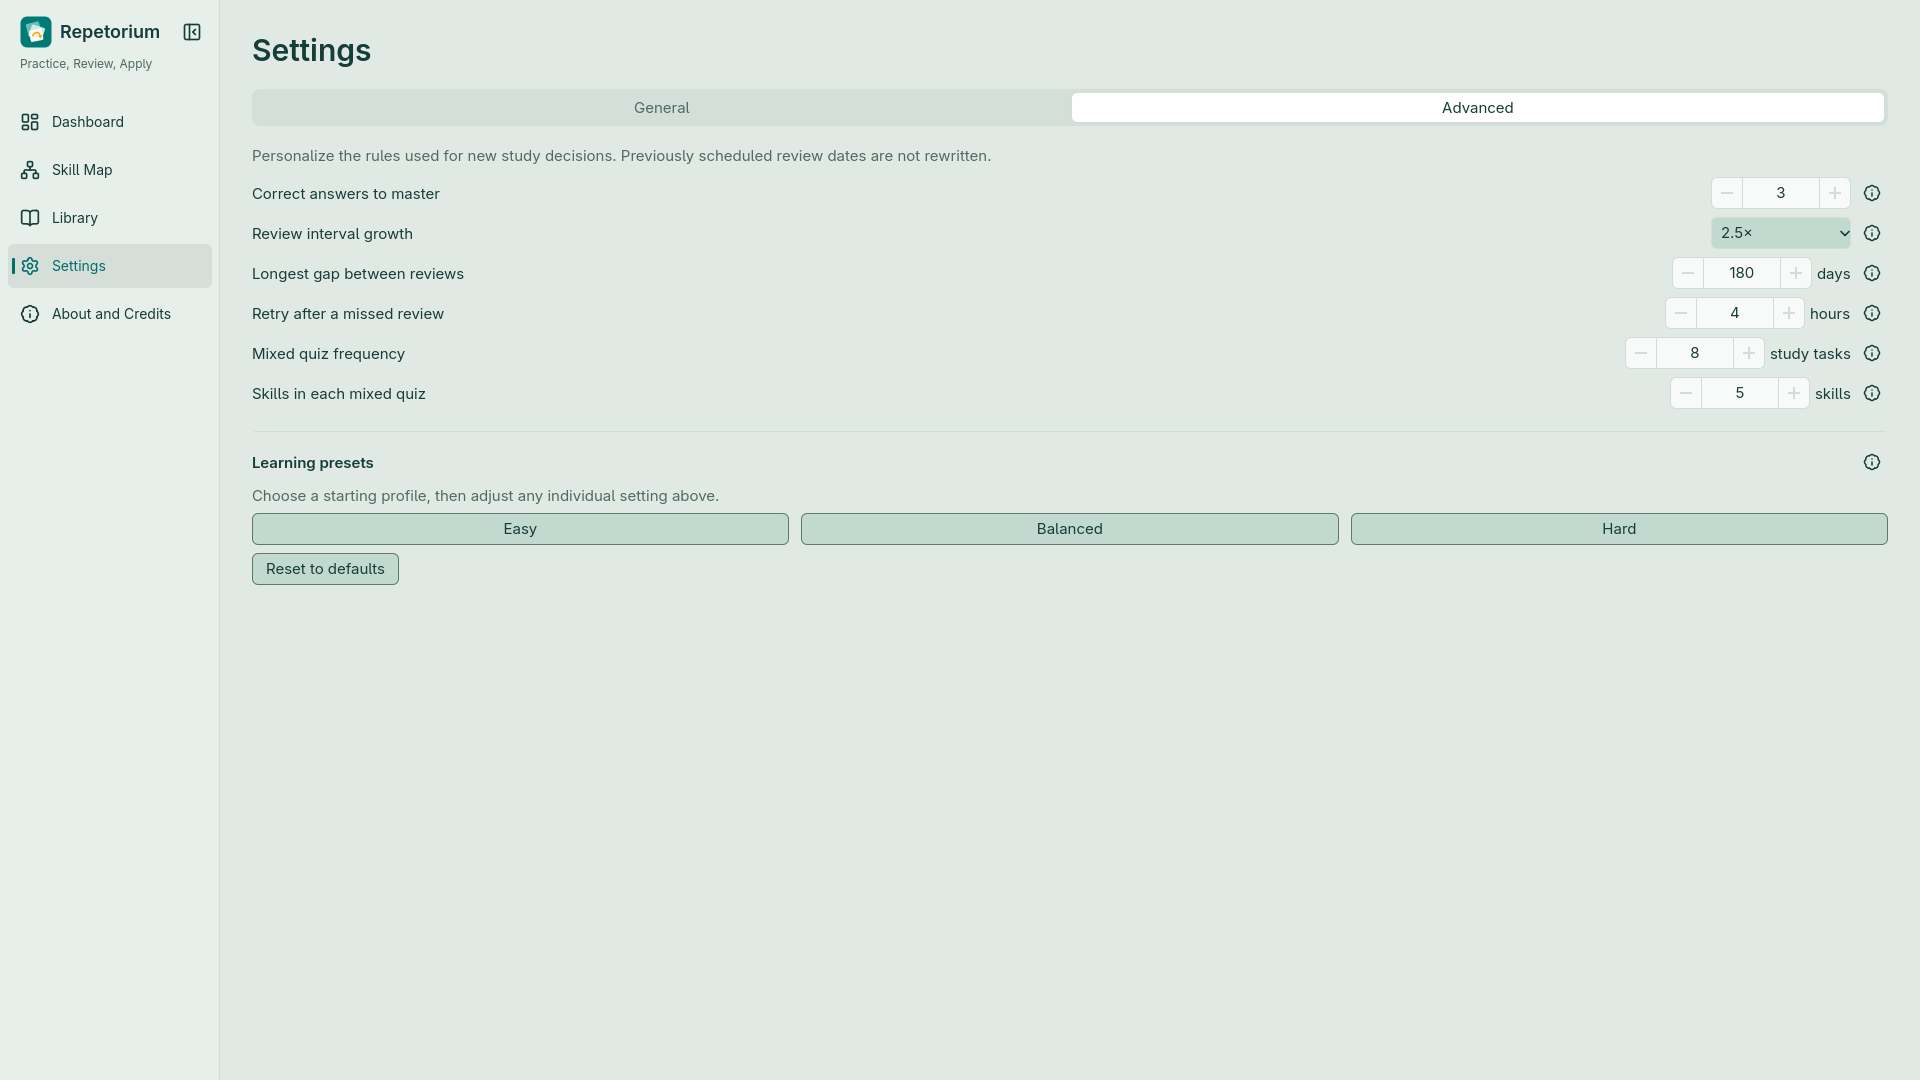 Repetorium
Practice, Review, Apply
Dashboard
Skill Map
Library
Settings
About and Credits
Settings
General
Advanced
Personalize the rules used for new study decisions. Previously scheduled review dates are not rewritten.
Correct answers to master
3
Review interval growth
2.5×
Longest gap between reviews
180
days
Retry after a missed review
4
hours
Mixed quiz frequency
8
study tasks
Skills in each mixed quiz
5
skills
Learning presets
Choose a starting profile, then adjust any individual setting above.
Easy
Balanced
Hard
Reset to defaults